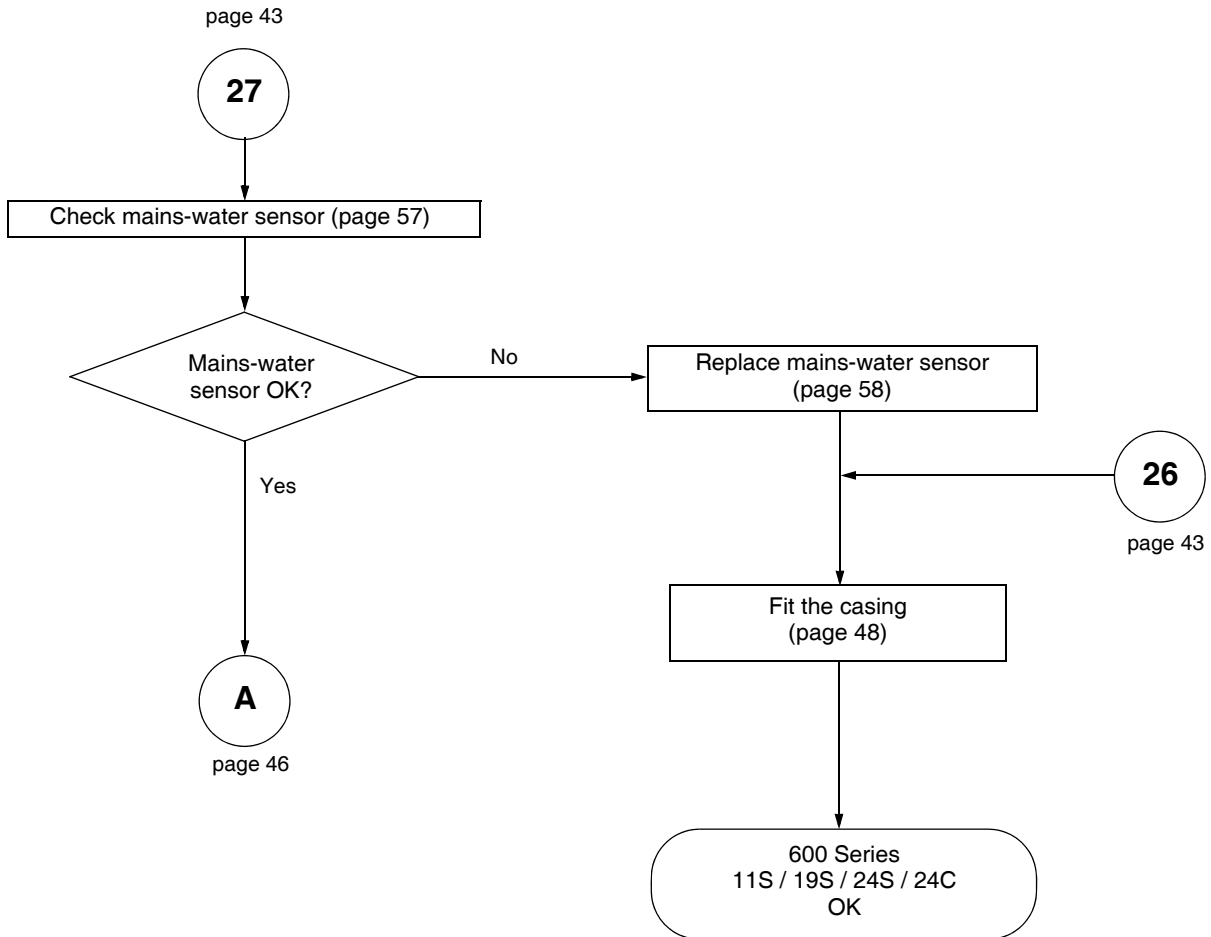 page 43
27
Check mains-water sensor (page 57)
Mains-water
sensor OK?
No
Replace mains-water sensor
(page 58)
26
page 43
Yes
Fit the casing
(page 48)
A
page 46
600 Series
11S / 19S / 24S / 24C
OK